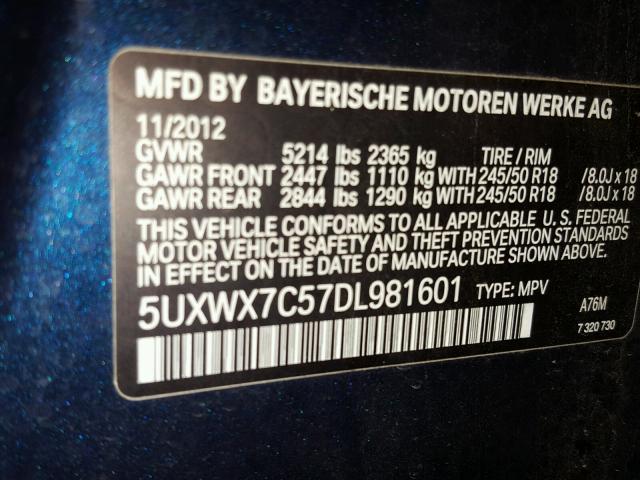 MFD BY BAYERISCHE MOTOREN WERKE AG
11/2012
GVWR 5214 lbs 2365 kg TIRE / RIM
GAWR FRONT 2447 lbs 1110 kg WITH 245/50 R18 /8.0J x 18
GAWR REAR 2844 lbs 1290 kg WITH 245/50 R18 /8.0J x 18
THIS VEHICLE CONFORMS TO ALL APPLICABLE U.S. FEDERAL
MOTOR VEHICLE SAFETY AND THEFT PREVENTION STANDARDS
IN EFFECT ON THE DATE OF MANUFACTURE SHOWN ABOVE.
5UXWX7C57DL981601 TYPE: MPV A76M
7 320 730